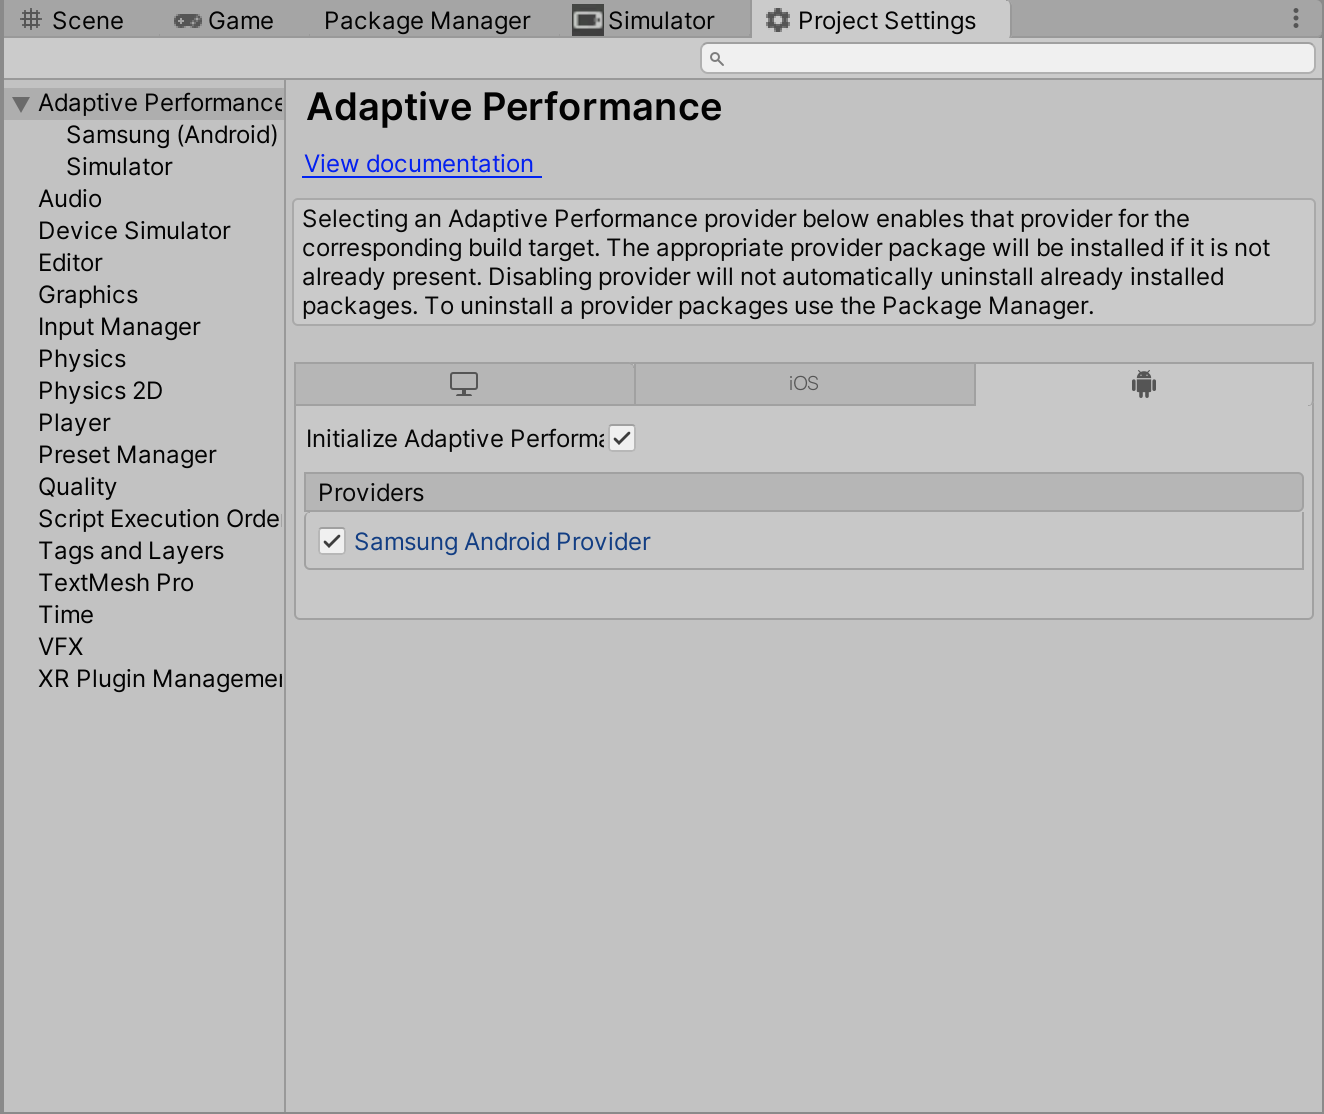 Scene
Game
Package Manager
Simulator
Project Settings
Adaptive Performance
Samsung (Android)
Simulator
Audio
Device Simulator
Editor
Graphics
Input Manager
Physics
Physics 2D
Player
Preset Manager
Quality
Script Execution Orde
Tags and Layers
TextMesh Pro
Time
VFX
XR Plugin Manageme
Adaptive Performance
View documentation
Selecting an Adaptive Performance provider below enables that provider for the
corresponding build target. The appropriate provider package will be installed if it is not
already present. Disabling provider will not automatically uninstall already installed
packages. To uninstall a provider packages use the Package Manager.
iOS
Initialize Adaptive Performa
Providers
Samsung Android Provider